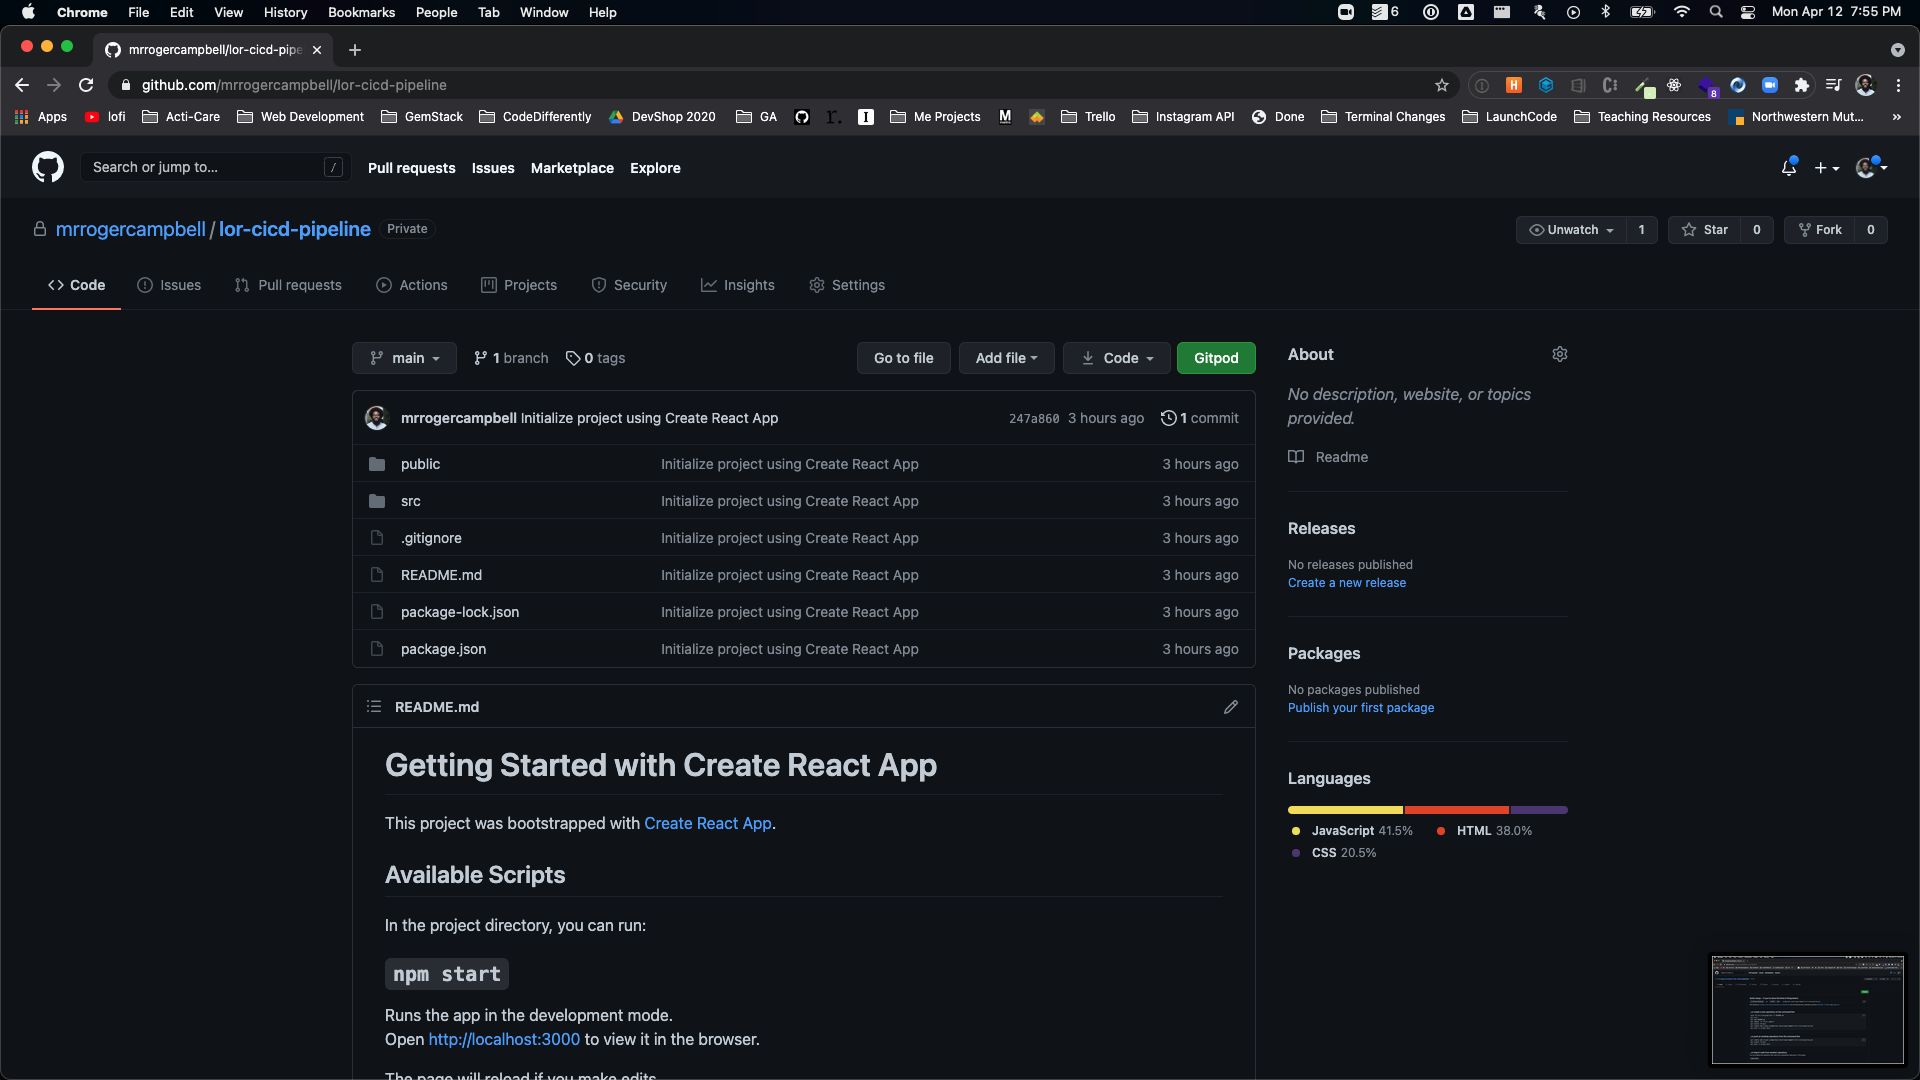 Chrome File Edit View History Bookmarks People Tab Window Help
6 Mon Apr 12 7:55 PM
mrrogercampbell/lor-cicd-pipe
github.com/mrrogercampbell/lor-cicd-pipeline
8
Apps lofi Acti-Care Web Development GemStack CodeDifferently DevShop 2020 GA r. Me Projects M Trello Instagram API Done Terminal Changes LaunchCode Teaching Resources Northwestern Mut... »
Search or jump to... / Pull requests Issues Marketplace Explore
mrrogercampbell / lor-cicd-pipeline Private Unwatch 1 Star 0 Fork 0
Code Issues Pull requests Actions Projects Security Insights Settings
main 1 branch 0 tags Go to file Add file Code Gitpod
mrrogercampbell Initialize project using Create React App 247a860 3 hours ago 1 commit
public Initialize project using Create React App 3 hours ago
src Initialize project using Create React App 3 hours ago
.gitignore Initialize project using Create React App 3 hours ago
README.md Initialize project using Create React App 3 hours ago
package-lock.json Initialize project using Create React App 3 hours ago
package.json Initialize project using Create React App 3 hours ago
README.md
Getting Started with Create React App
This project was bootstrapped with Create React App.
Available Scripts
In the project directory, you can run:
npm start
Runs the app in the development mode.
Open http://localhost:3000 to view it in the browser.
The page will reload if you make edits.
About
No description, website, or topics
provided.
Readme
Releases
No releases published
Create a new release
Packages
No packages published
Publish your first package
Languages
JavaScript 41.5% HTML 38.0%
CSS 20.5%